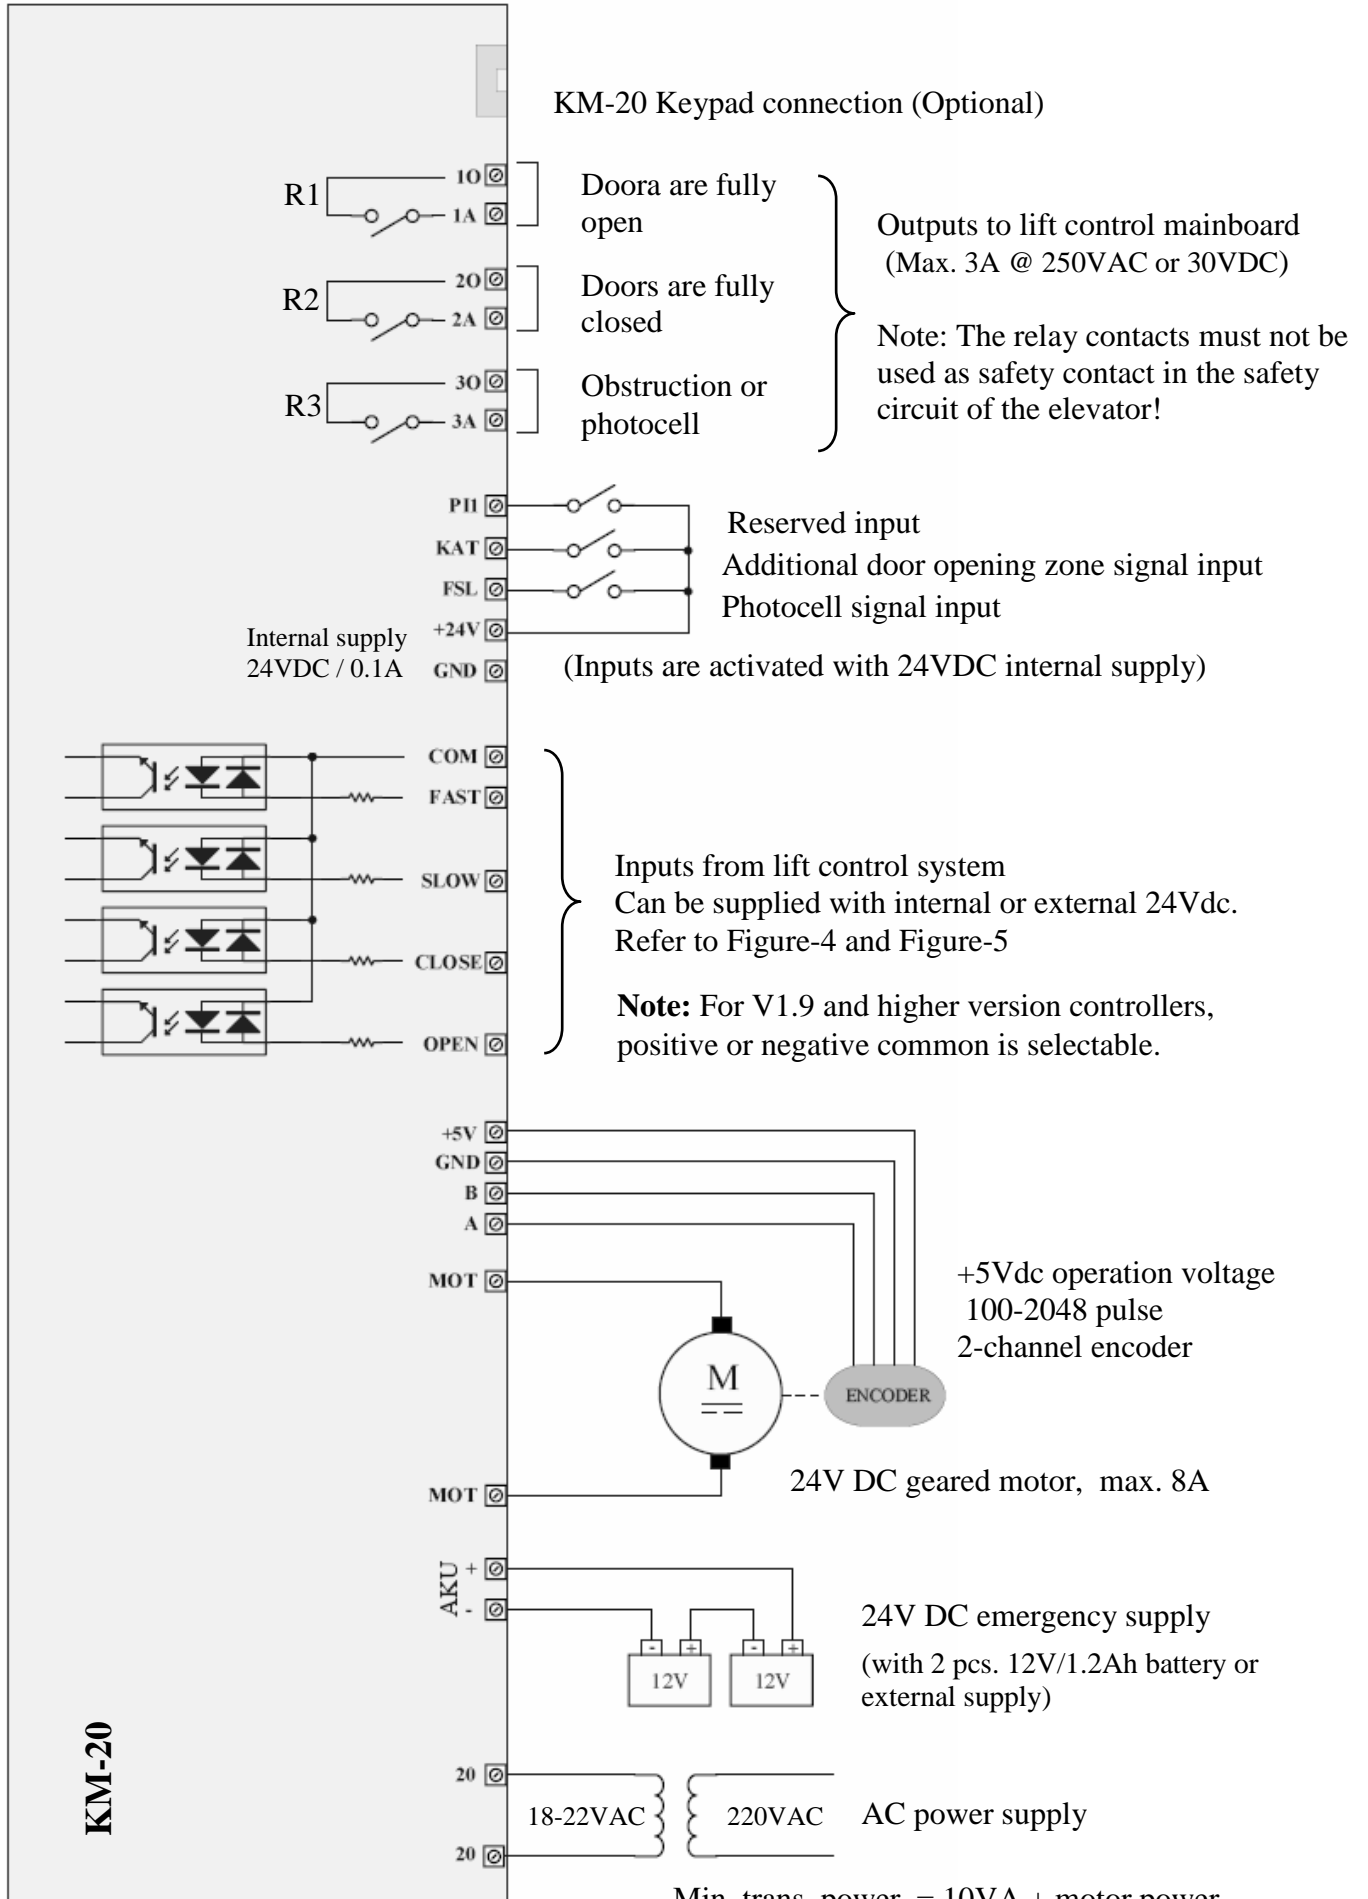 KM-20 Keypad connection (Optional)
R1
1O
1A
Doora are fully
open
R2
2O
2A
Doors are fully
closed
R3
3O
3A
Obstruction or
photocell
Outputs to lift control mainboard
(Max. 3A @ 250VAC or 30VDC)
Note: The relay contacts must not be
used as safety contact in the safety
circuit of the elevator!
PI1
KAT
FSL
+24V
GND
Reserved input
Additional door opening zone signal input
Photocell signal input
Internal supply
24VDC / 0.1A
(Inputs are activated with 24VDC internal supply)
COM
FAST
SLOW
CLOSE
OPEN
Inputs from lift control system
Can be supplied with internal or external 24Vdc.
Refer to Figure-4 and Figure-5
Note: For V1.9 and higher version controllers,
positive or negative common is selectable.
+5V
GND
B
A
MOT
M
ENCODER
+5Vdc operation voltage
100-2048 pulse
2-channel encoder
MOT
24V DC geared motor, max. 8A
AKU
+
-
- + - +
12V 12V
24V DC emergency supply
(with 2 pcs. 12V/1.2Ah battery or
external supply)
KM-20
20
20
18-22VAC
220VAC
AC power supply
Min. trans. power = 10VA + motor power